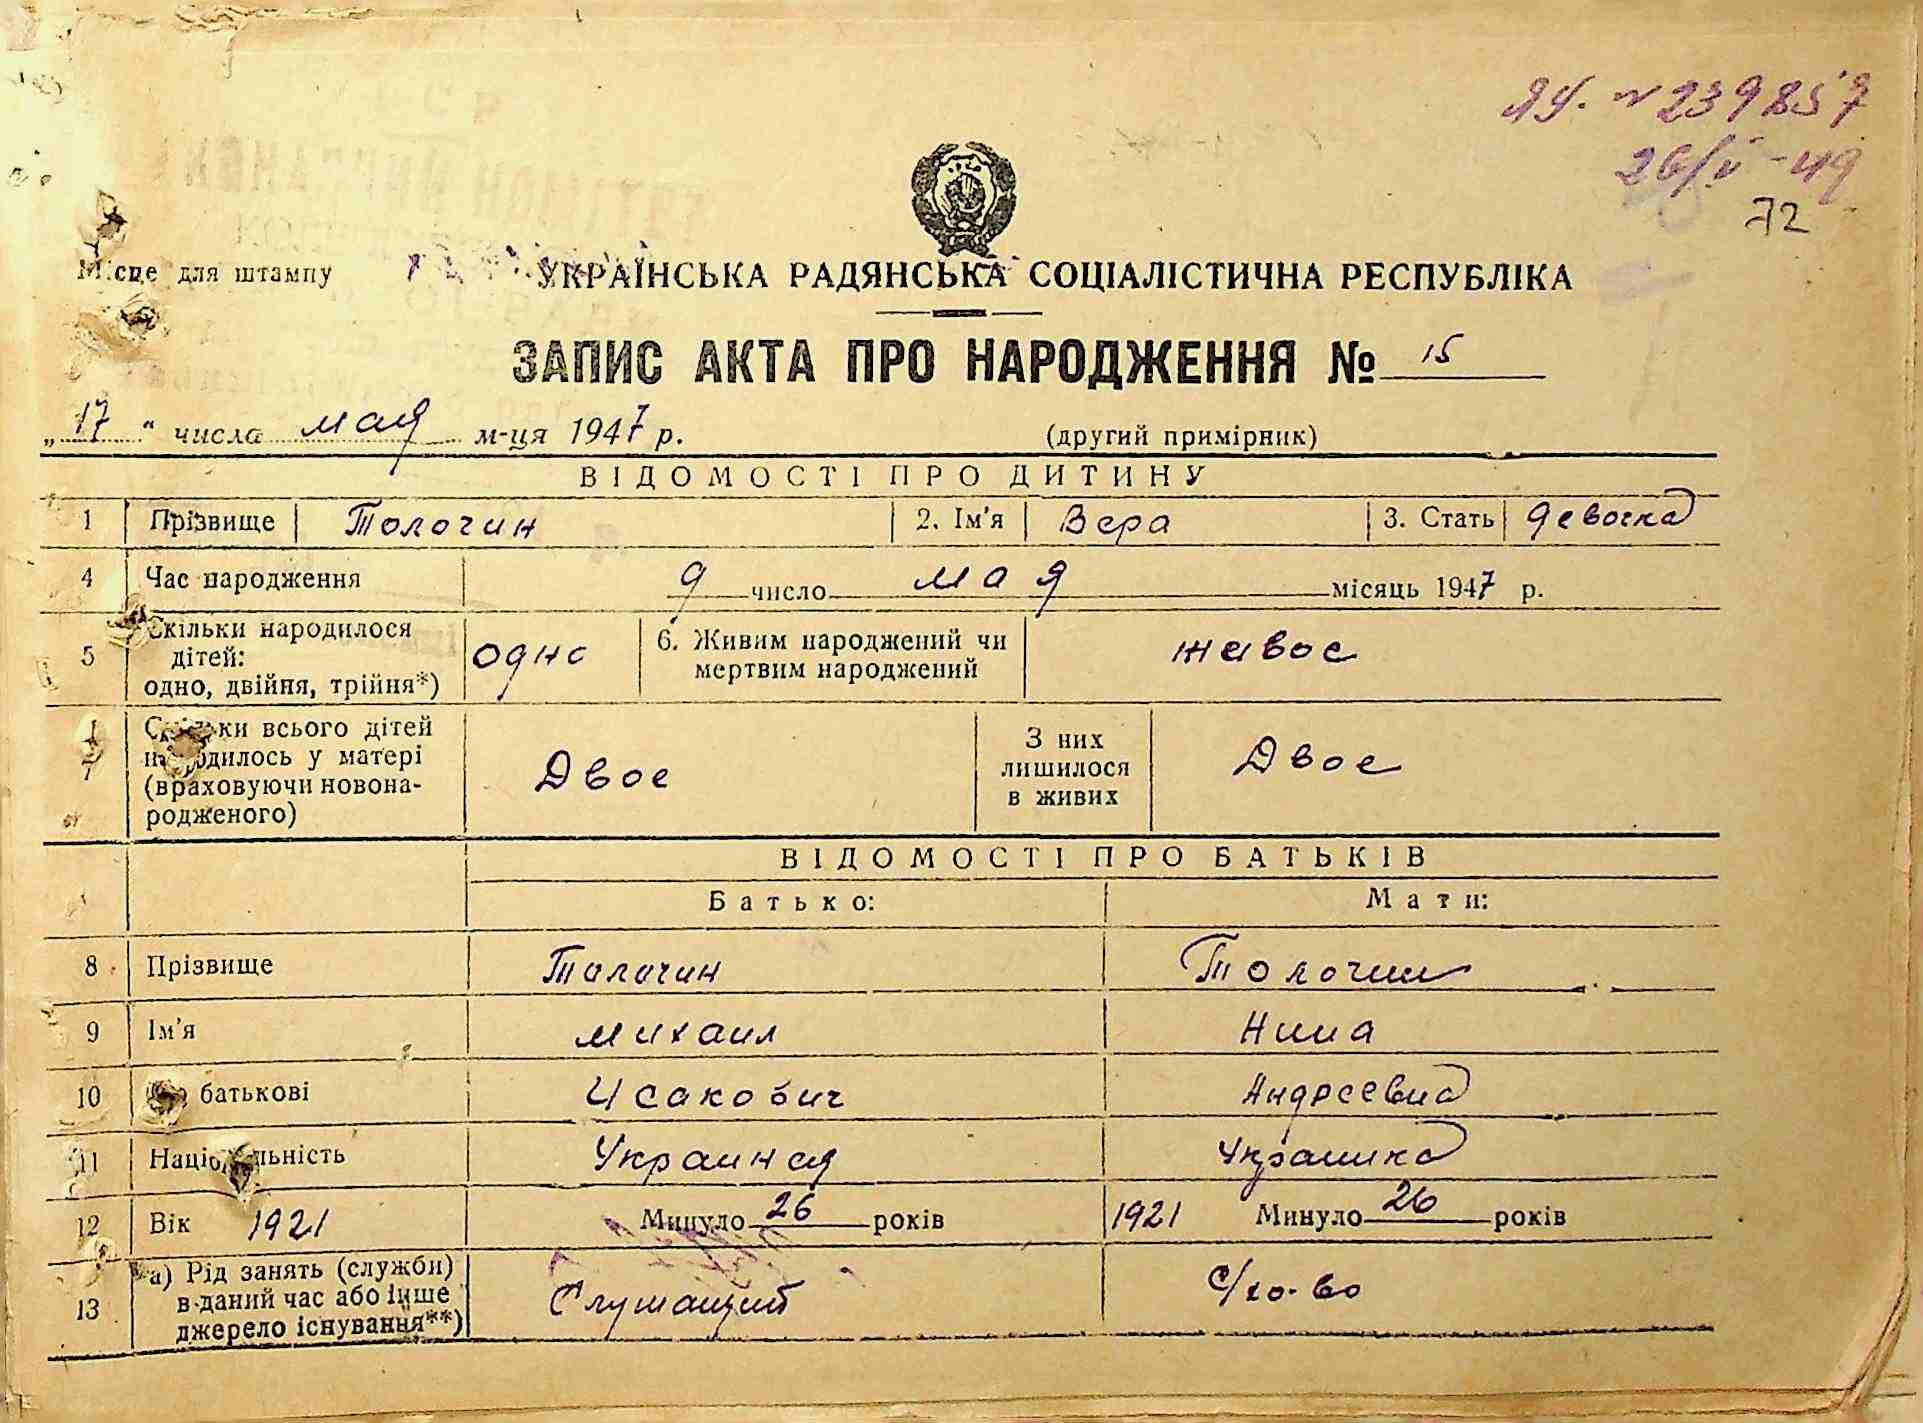 ЯЧ. N 239857
26/V -49
72
Місце для штампу
УКРАЇНСЬКА РАДЯНСЬКА СОЦІАЛІСТИЧНА РЕСПУБЛІКА
ЗАПИС АКТА ПРО НАРОДЖЕННЯ № 15
„ 17 “ числа мая м-ця 1947 р. (другий примірник)
ВІДОМОСТІ ПРО ДИТИНУ
1 Прізвище Толочин 2. Ім'я Вера 3. Стать девочка
4 Час народження 9 число мая місяць 1947 р.
5 Скільки народилося дітей: одно, двійня, трійня*) одно 6. Живим народжений чи мертвим народжений живое
7 Скільки всього дітей народилось у матері (враховуючи новонародженого) Двое З них лишилося в живих Двое
ВІДОМОСТІ ПРО БАТЬКІВ
Батько: Мати:
8 Прізвище Толочин Толочин
9 Ім'я Михаил Нина
10 По батькові Исакович Андреевна
11 Національність Украинец Украинка
12 Вік 1921 Минуло 26 років 1921 Минуло 26 років
13 а) Рід занять (служби) в даний час або інше джерело існування**) с/хо-во